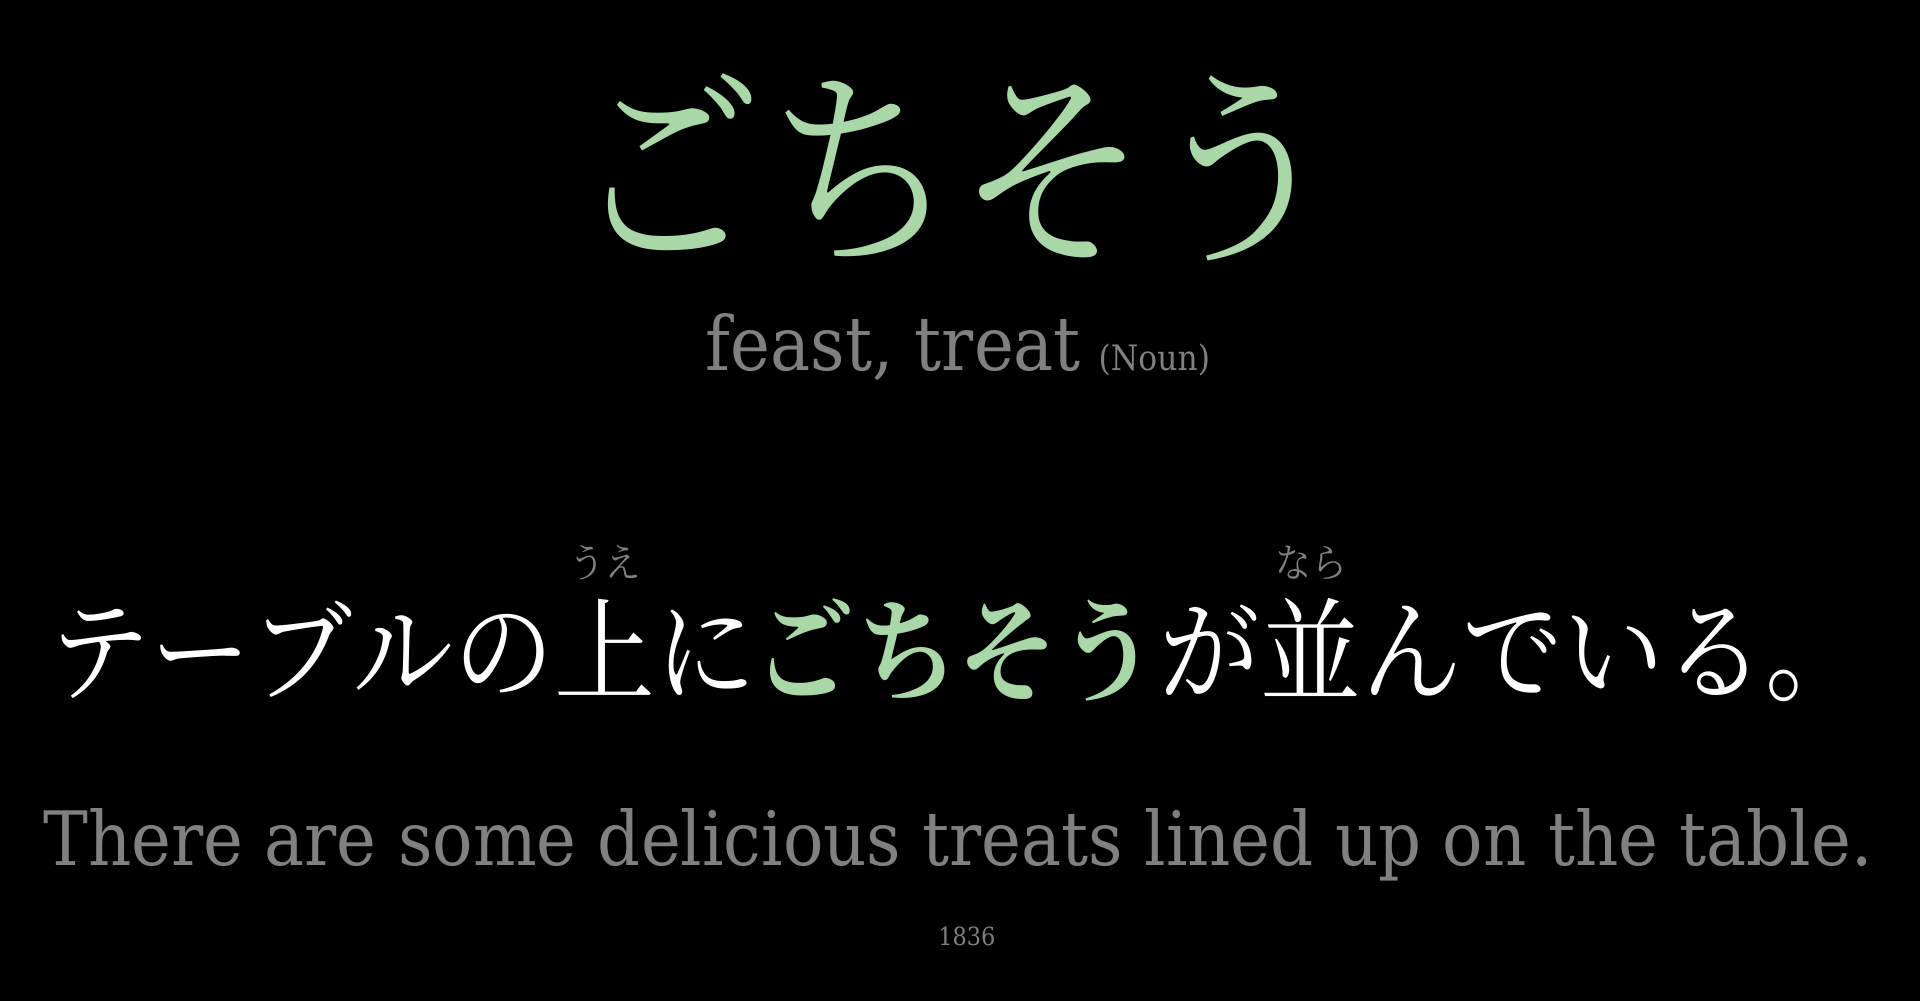 ごちそう
feast, treat (Noun)
うえ なら
テーブルの上にごちそうが並んでいる。
There are some delicious treats lined up on the table.
1836